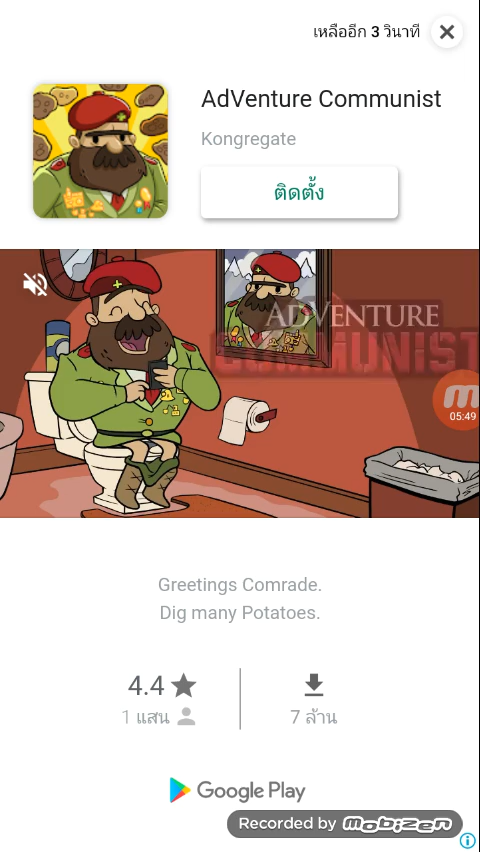 เหลืออีก 3 วินาที
AdVenture Communist
Kongregate
ติดตั้ง
ADVENTURE
COMMUNIST
05:49
Greetings Comrade.
Dig many Potatoes.
4.4
1 แสน
7 ล้าน
Google Play
Recorded by mobizen